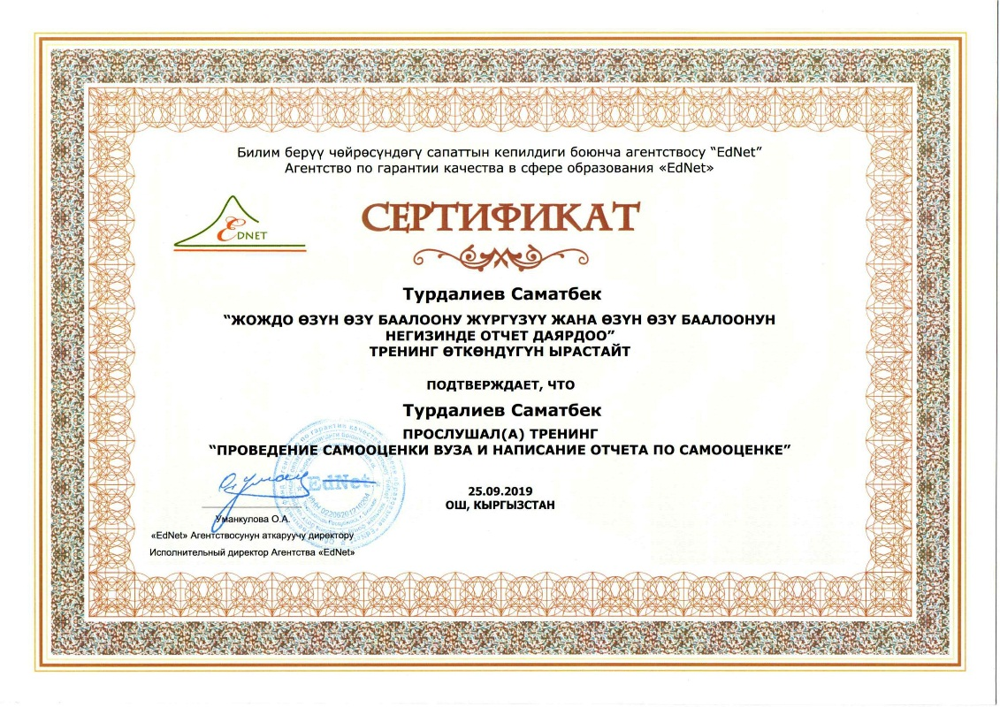 Билим берүү чөйрөсүндөгү сапаттын кепилдиги боюнча агентствосу “EdNet”
Агентство по гарантии качества в сфере образования «EdNet»
EDNET
СЕРТИФИКАТ
Турдалиев Саматбек
“ЖОЖДО ӨЗҮН ӨЗҮ БААЛООНУ ЖҮРГҮЗҮҮ ЖАНА ӨЗҮН ӨЗҮ БААЛООНУН
НЕГИЗИНДЕ ОТЧЕТ ДАЯРДОО”
ТРЕНИНГ ӨТКӨНДҮГҮН ЫРАСТАЙТ
ПОДТВЕРЖДАЕТ, ЧТО
Турдалиев Саматбек
ПРОСЛУШАЛ(А) ТРЕНИНГ
“ПРОВЕДЕНИЕ САМООЦЕНКИ ВУЗА И НАПИСАНИЕ ОТЧЕТА ПО САМООЦЕНКЕ”
25.09.2019
ОШ, КЫРГЫЗСТАН
EdNet
Уманкулова О.А.
«EdNet» Агентствосунун аткаруучу директору
Исполнительный директор Агентства «EdNet»